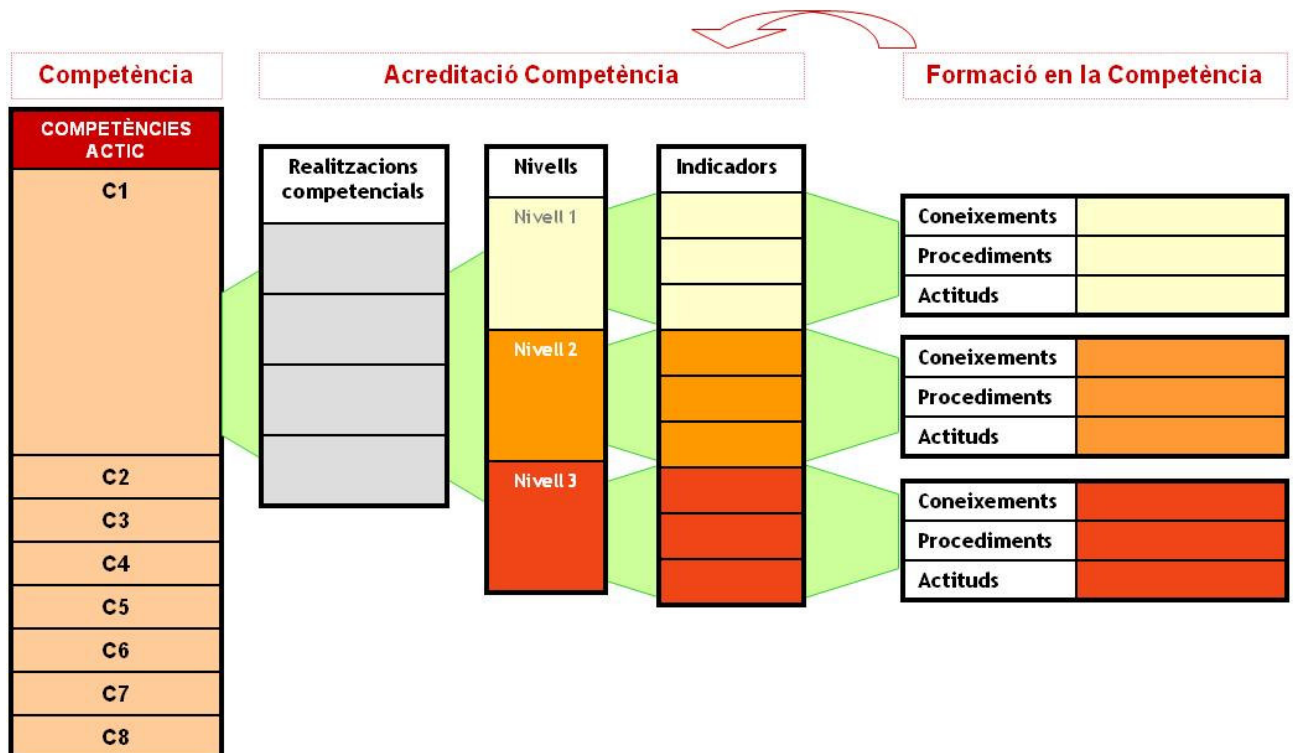 Competència
Acreditació Competència
Formació en la Competència
COMPETÈNCIES
ACTIC
C1
C2
C3
C4
C5
C6
C7
C8
Realitzacions
competencials
Nivells
Nivell 1
Nivell 2
Nivell 3
Indicadors
Coneixements
Procediments
Actituds
Coneixements
Procediments
Actituds
Coneixements
Procediments
Actituds